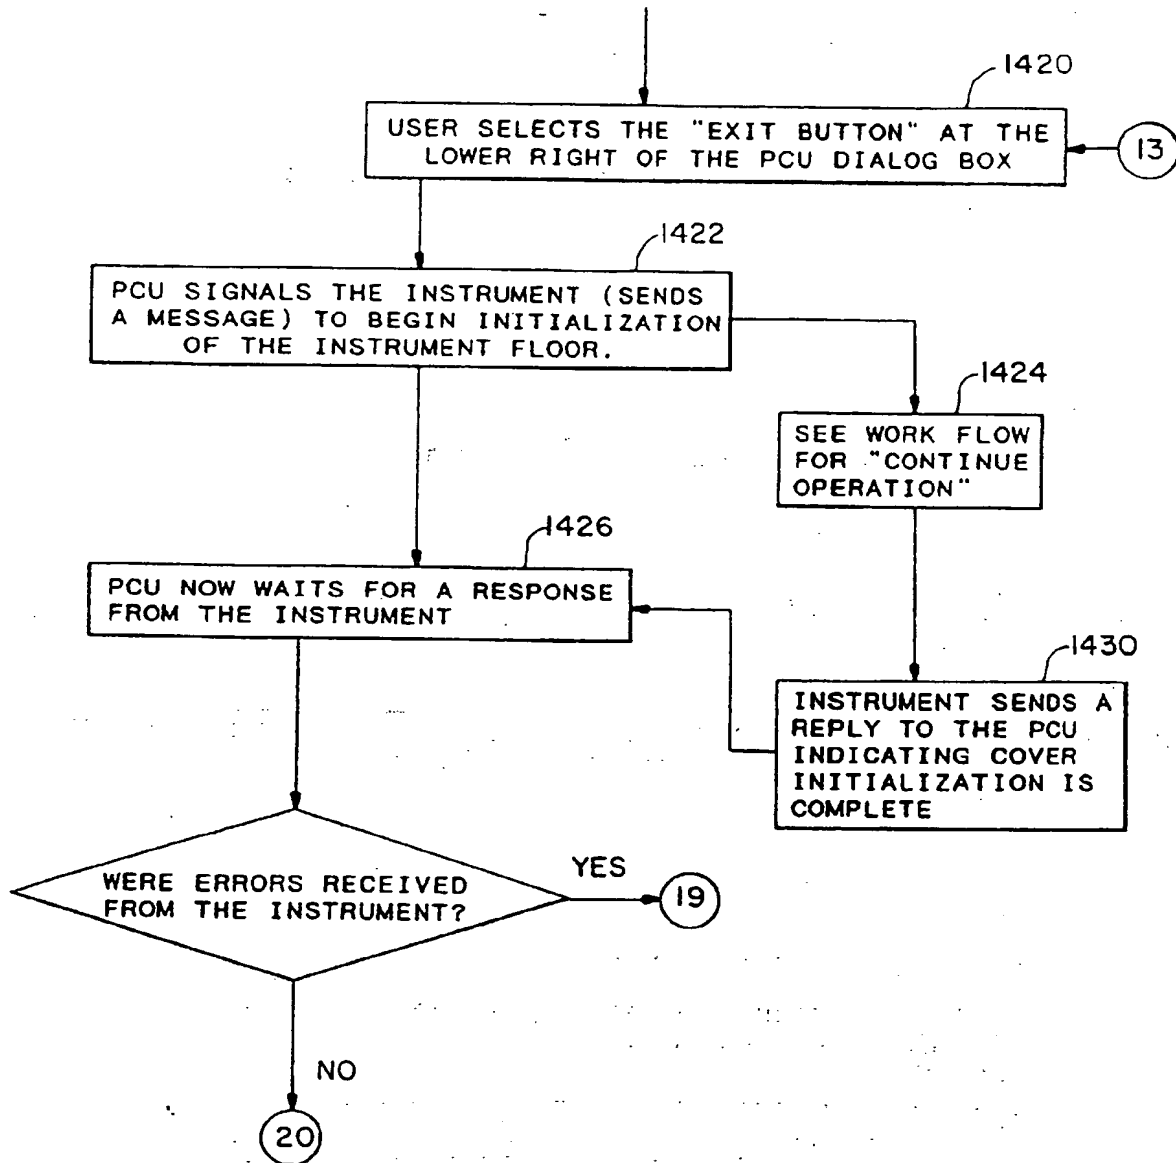 1420
USER SELECTS THE "EXIT BUTTON" AT THE
LOWER RIGHT OF THE PCU DIALOG BOX
13
1422
PCU SIGNALS THE INSTRUMENT (SENDS
A MESSAGE) TO BEGIN INITIALIZATION
OF THE INSTRUMENT FLOOR.
1424
SEE WORK FLOW
FOR "CONTINUE
OPERATION"
1426
PCU NOW WAITS FOR A RESPONSE
FROM THE INSTRUMENT
1430
INSTRUMENT SENDS A
REPLY TO THE PCU
INDICATING COVER
INITIALIZATION IS
COMPLETE
WERE ERRORS RECEIVED
FROM THE INSTRUMENT?
YES
19
NO
20